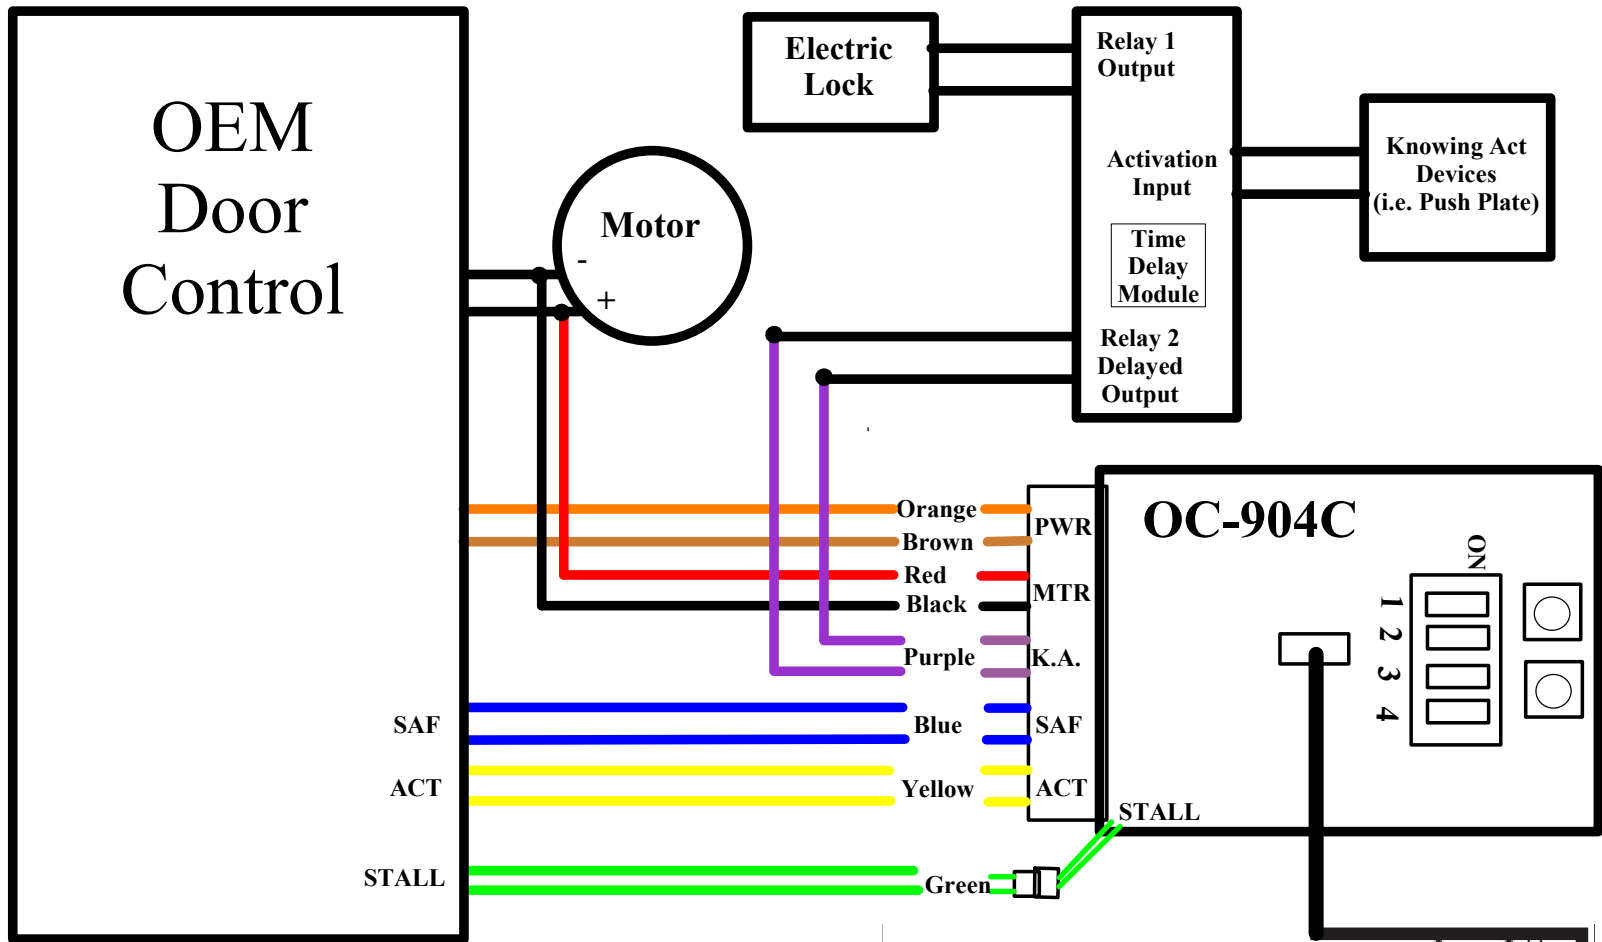 OEM
Door
Control
Motor
-
+
Electric
Lock
Relay 1
Output
Activation
Input
Time
Delay
Module
Relay 2
Delayed
Output
Knowing Act
Devices
(i.e. Push Plate)
Orange
Brown
Red
Black
Purple
Blue
Yellow
Green
PWR
MTR
K.A.
SAF
ACT
STALL
SAF
ACT
STALL
OC-904C
ON
1
2
3
4